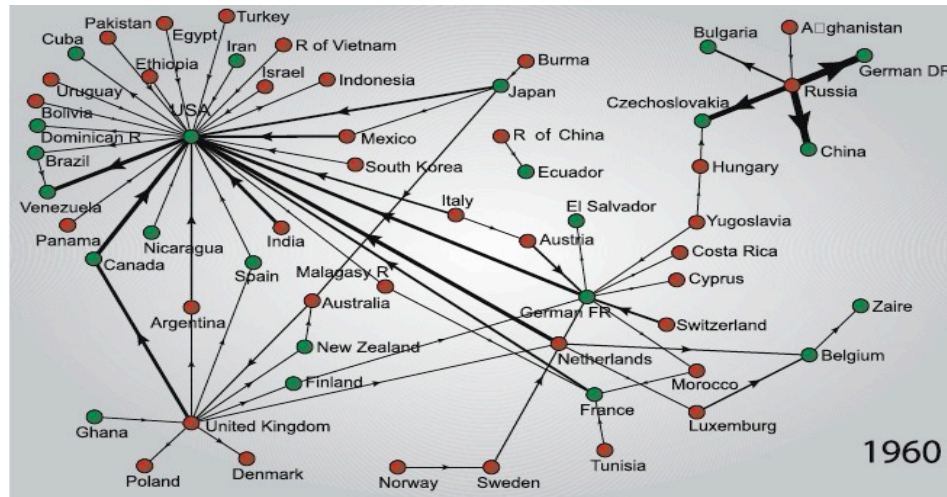 Pakistan
Turkey
Cuba
Egypt
Iran
R of Vietnam
Ethiopia
Israel
Indonesia
Uruguay
Bolivia
USA
Dominican R
Brazil
Mexico
South Korea
Venezuela
Panama
Nicaragua
India
Canada
Spain
Argentina
Malagasy R
Australia
New Zealand
Finland
Ghana
United Kingdom
Poland
Denmark
Burma
Japan
R of China
Ecuador
Italy
El Salvador
Austria
German FR
Netherlands
Switzerland
Costa Rica
Cyprus
Yugoslavia
Hungary
Czechoslovakia
Bulgaria
A□ghanistan
German DR
Russia
China
Zaire
Belgium
Morocco
France
Luxemburg
Tunisia
Norway
Sweden
1960